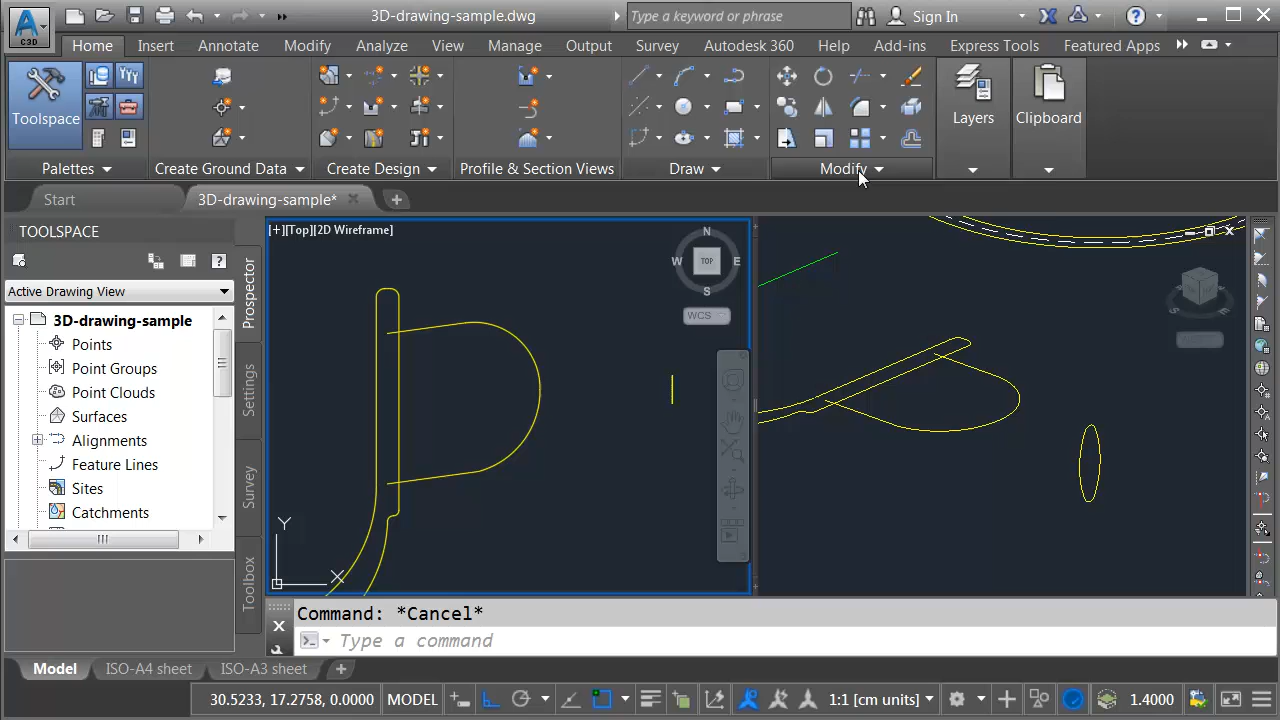 3D-drawing-sample.dwg
Type a keyword or phrase
Sign In
C3D
Home Insert Annotate Modify Analyze View Manage Output Survey Autodesk 360 Help Add-ins Express Tools Featured Apps
Toolspace
Layers
Clipboard
Palettes
Create Ground Data
Create Design
Profile & Section Views
Draw
Modify
Start
3D-drawing-sample*
TOOLSPACE
Active Drawing View
3D-drawing-sample
Points
Point Groups
Point Clouds
Surfaces
Alignments
Feature Lines
Sites
Catchments
Prospector
Settings
Survey
Toolbox
[+][Top][2D Wireframe]
N
W
TOP
E
S
WCS
Y
X
Command: *Cancel*
Type a command
Model
ISO-A4 sheet
ISO-A3 sheet
30.5233, 17.2758, 0.0000
MODEL
1:1 [cm units]
1.4000